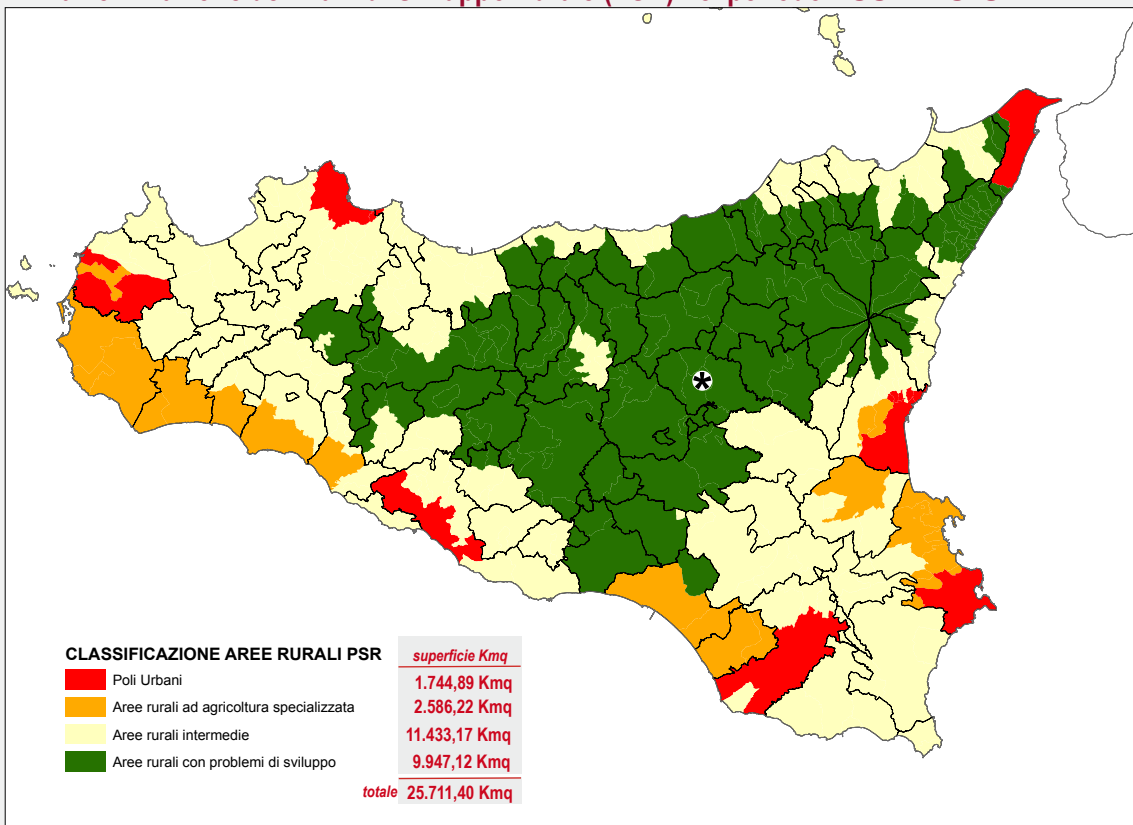 CLASSIFICAZIONE AREE RURALI PSR superficie Kmq
Poli Urbani 1.744,89 Kmq
Aree rurali ad agricoltura specializzata 2.586,22 Kmq
Aree rurali intermedie 11.433,17 Kmq
Aree rurali con problemi di sviluppo 9.947,12 Kmq
totale 25.711,40 Kmq